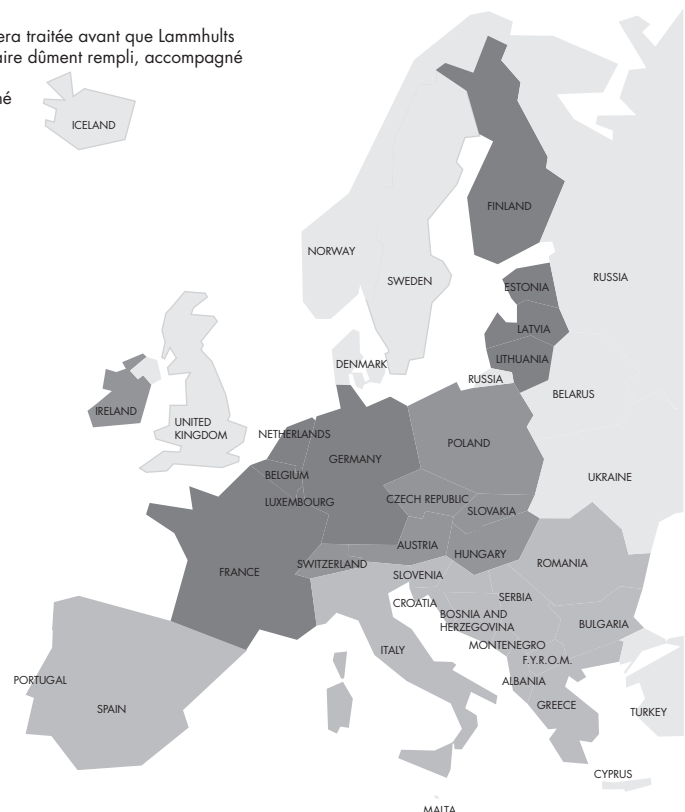 era traitée avant que Lammhults
aire dûment rempli, accompagné
né
ICELAND
FINLAND
NORWAY
SWEDEN
RUSSIA
ESTONIA
LATVIA
DENMARK
LITHUANIA
RUSSIA
BELARUS
IRELAND
UNITED
KINGDOM
NETHERLANDS
POLAND
GERMANY
BELGIUM
UKRAINE
LUXEMBOURG
CZECH REPUBLIC
SLOVAKIA
AUSTRIA
HUNGARY
SWITZERLAND
ROMANIA
FRANCE
SLOVENIA
SERBIA
CROATIA
BOSNIA AND
HERZEGOVINA
BULGARIA
MONTENEGRO
ITALY
F.Y.R.O.M.
PORTUGAL
ALBANIA
SPAIN
GREECE
TURKEY
CYPRUS
MALTA